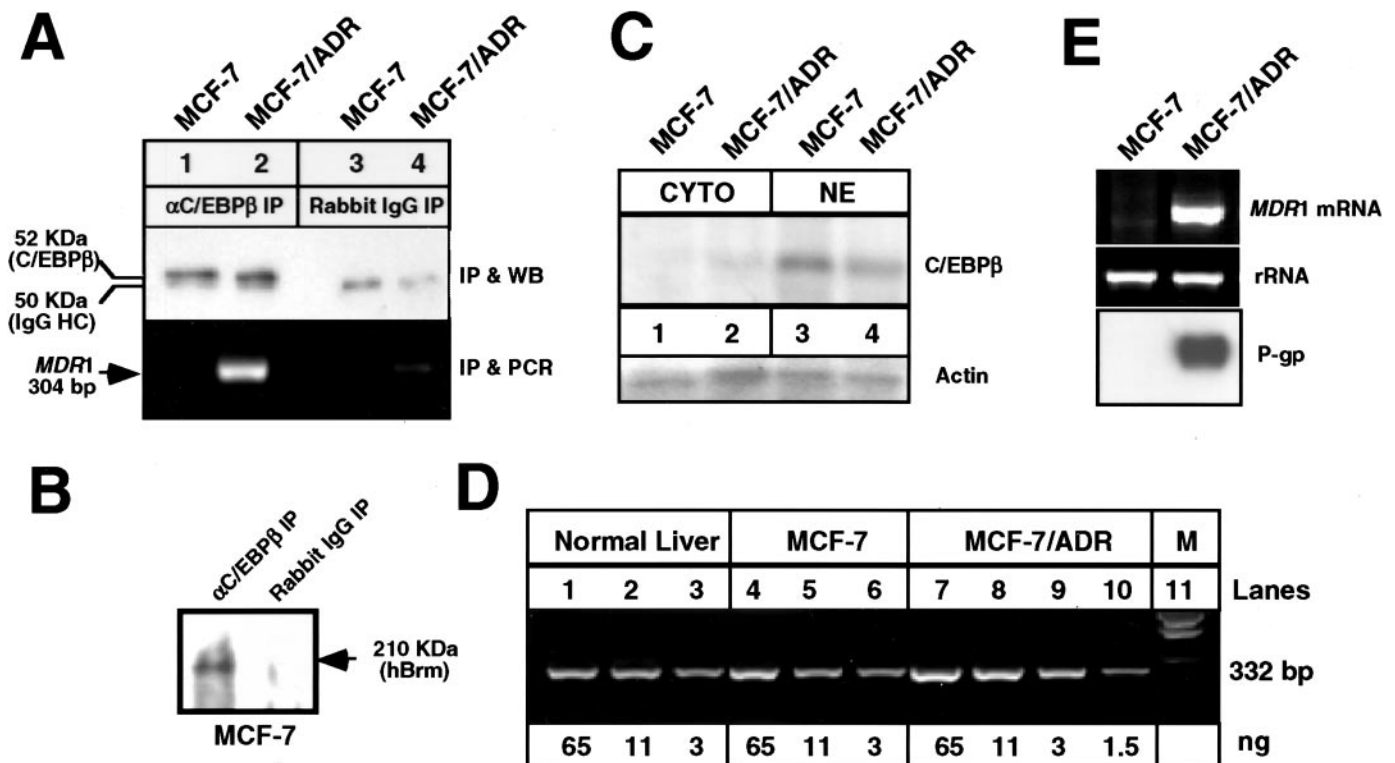 A
MCF-7
MCF-7/ADR
MCF-7
MCF-7/ADR
1 2 3 4
αC/EBPβ IP Rabbit IgG IP
52 KDa
(C/EBPβ)
50 KDa
(IgG HC)
IP & WB
MDR1
304 bp
IP & PCR
B
αC/EBPβ IP
Rabbit IgG IP
210 KDa
(hBrm)
MCF-7
C
MCF-7
MCF-7/ADR
MCF-7
MCF-7/ADR
CYTO NE
C/EBPβ
1 2 3 4
Actin
D
Normal Liver MCF-7 MCF-7/ADR M
1 2 3 4 5 6 7 8 9 10 11 Lanes
332 bp
65 11 3 65 11 3 65 11 3 1.5 ng
E
MCF-7
MCF-7/ADR
MDR1 mRNA
rRNA
P-gp